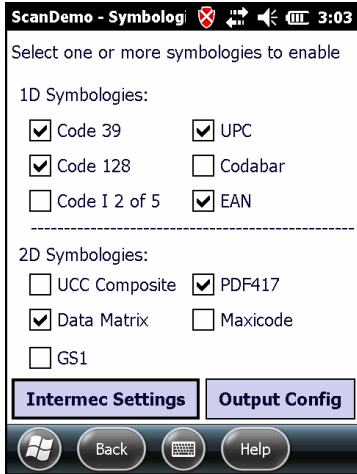 ScanDemo - Symbologi 3:03
Select one or more symbologies to enable
1D Symbologies:
Code 39 UPC
Code 128 Codabar
Code I 2 of 5 EAN
2D Symbologies:
UCC Composite PDF417
Data Matrix Maxicode
GS1
Intermec Settings Output Config
Back Help